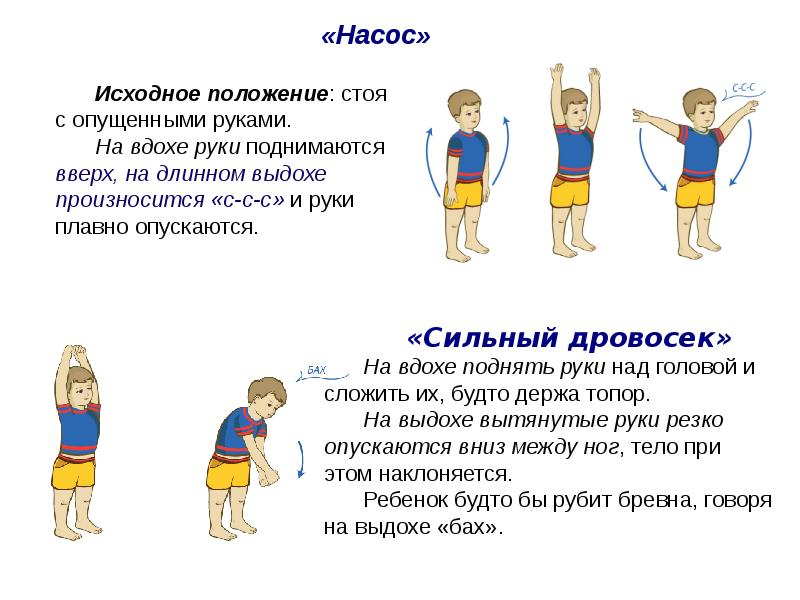 «Насос»
Исходное положение: стоя
с опущенными руками.
На вдохе руки поднимаются
вверх, на длинном выдохе
произносится «с-с-с» и руки
плавно опускаются.
С-С-С
«Сильный дровосек»
БАХ
На вдохе поднять руки над головой и
сложить их, будто держа топор.
На выдохе вытянутые руки резко
опускаются вниз между ног, тело при
этом наклоняется.
Ребенок будто бы рубит бревна, говоря
на выдохе «бах».